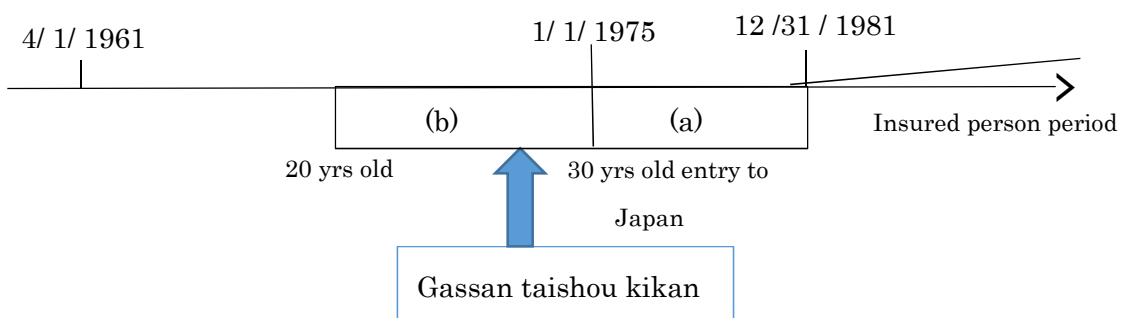 4/ 1/ 1961
1/ 1/ 1975
12 /31 / 1981
(b)
(a)
Insured person period
20 yrs old
30 yrs old entry to
Japan
Gassan taishou kikan